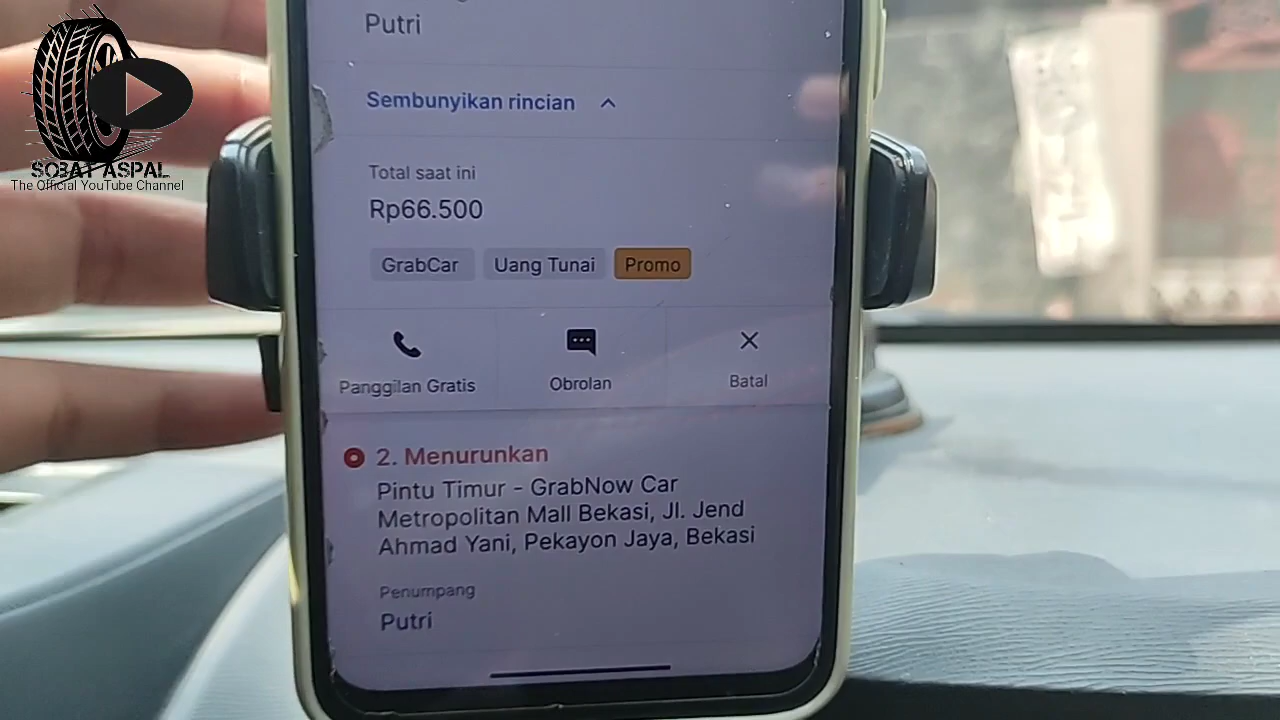 Putri
Sembunyikan rincian
Total saat ini
Rp66.500
GrabCar
Uang Tunai
Promo
Panggilan Gratis
Obrolan
Batal
2. Menurunkan
Pintu Timur - GrabNow Car
Metropolitan Mall Bekasi, Jl. Jend
Ahmad Yani, Pekayon Jaya, Bekasi
Penumpang
Putri
SOBAT ASPAL
The Official YouTube Channel